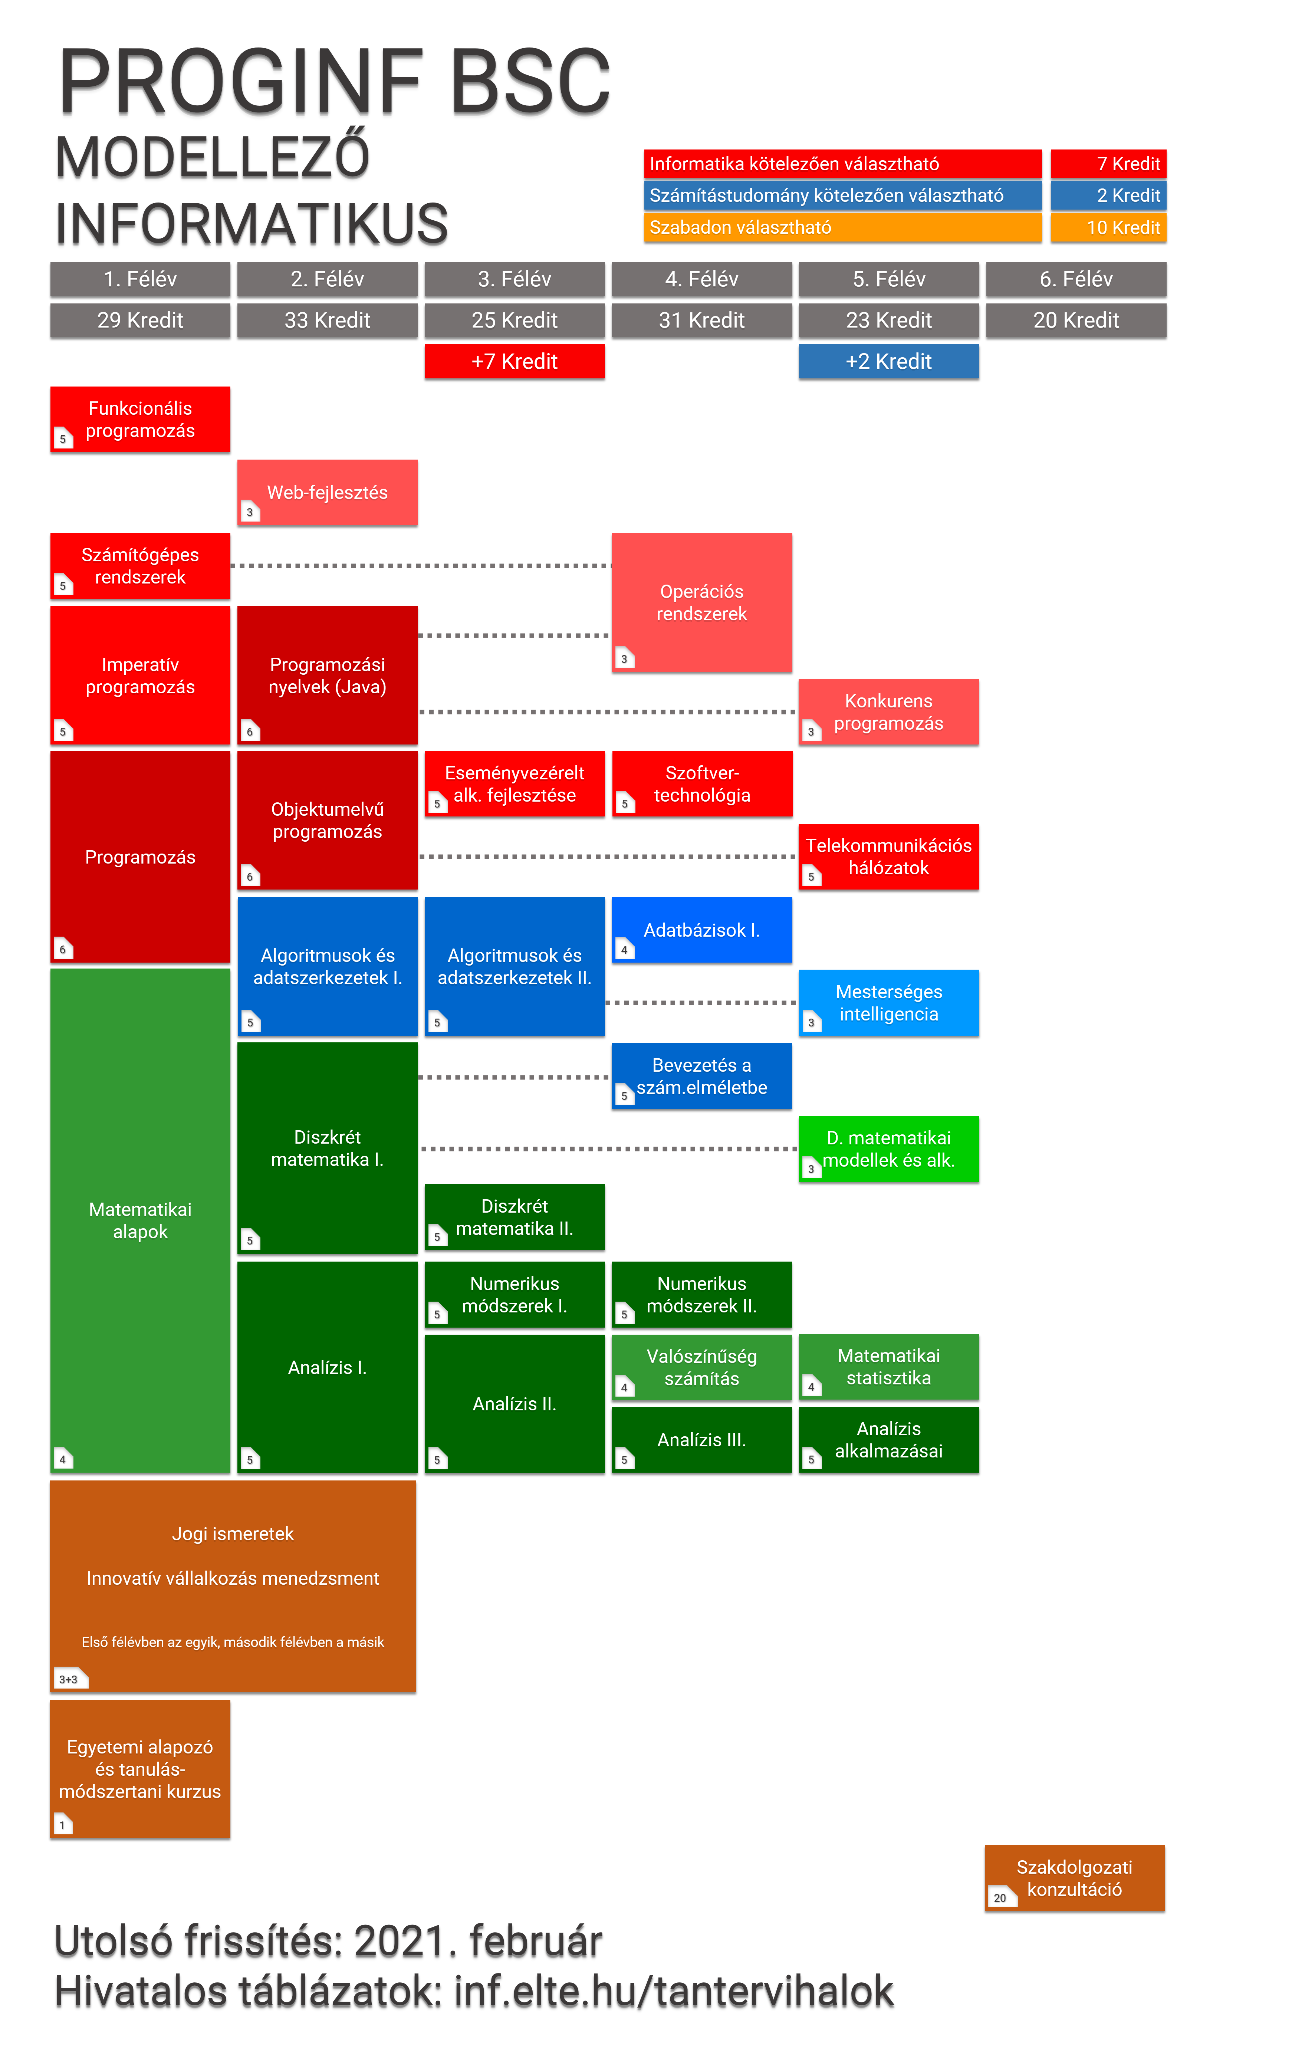 PROGINF BSC
MODELLEZŐ
INFORMATIKUS
Informatika kötelezően választható 7 Kredit
Számítástudomány kötelezően választható 2 Kredit
Szabadon választható 10 Kredit
1. Félév 2. Félév 3. Félév 4. Félév 5. Félév 6. Félév
29 Kredit 33 Kredit 25 Kredit 31 Kredit 23 Kredit 20 Kredit
+7 Kredit +2 Kredit
Funkcionális
programozás
5
Web-fejlesztés
3
Számítógépes
rendszerek
5
Operációs
rendszerek
3
Imperatív
programozás
5
Programozási
nyelvek (Java)
6
Konkurens
programozás
3
Programozás
6
Objektumelvű
programozás
6
Eseményvezérelt
alk. fejlesztése
5
Szoftver-
technológia
5
Telekommunikációs
hálózatok
5
Algoritmusok és
adatszerkezetek I.
5
Algoritmusok és
adatszerkezetek II.
5
Adatbázisok I.
4
Mesterséges
intelligencia
3
Matematikai
alapok
4
Diszkrét
matematika I.
5
Bevezetés a
szám.elméletbe
5
D. matematikai
modellek és alk.
3
Diszkrét
matematika II.
5
Analízis I.
5
Numerikus
módszerek I.
5
Numerikus
módszerek II.
5
Analízis II.
5
Valószínűség
számítás
4
Matematikai
statisztika
4
Analízis III.
5
Analízis
alkalmazásai
5
Jogi ismeretek
Innovatív vállalkozás menedzsment
Első félévben az egyik, második félévben a másik
3+3
Egyetemi alapozó
és tanulás-
módszertani kurzus
1
Szakdolgozati
konzultáció
20
Utolsó frissítés: 2021. február
Hivatalos táblázatok: inf.elte.hu/tantervihalok